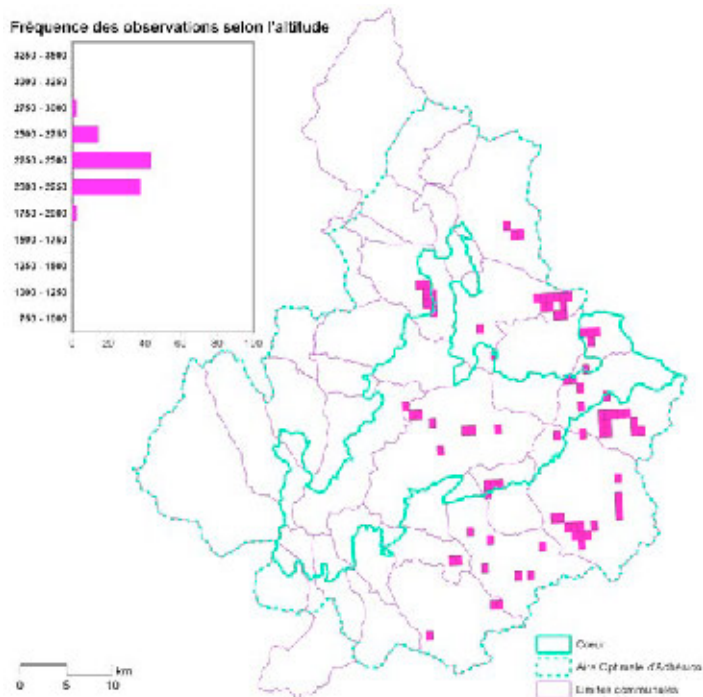 Fréquence des observations selon l'altitude
3250 - 3500
3000 - 3250
2750 - 3000
2500 - 2750
2250 - 2500
2000 - 2250
1750 - 2000
1500 - 1750
1250 - 1500
1000 - 1250
750 - 1000
0 20 40 60 80 100
0 5 10 km
Coeur
Aire Optimale d'Adhésion
Limites communales